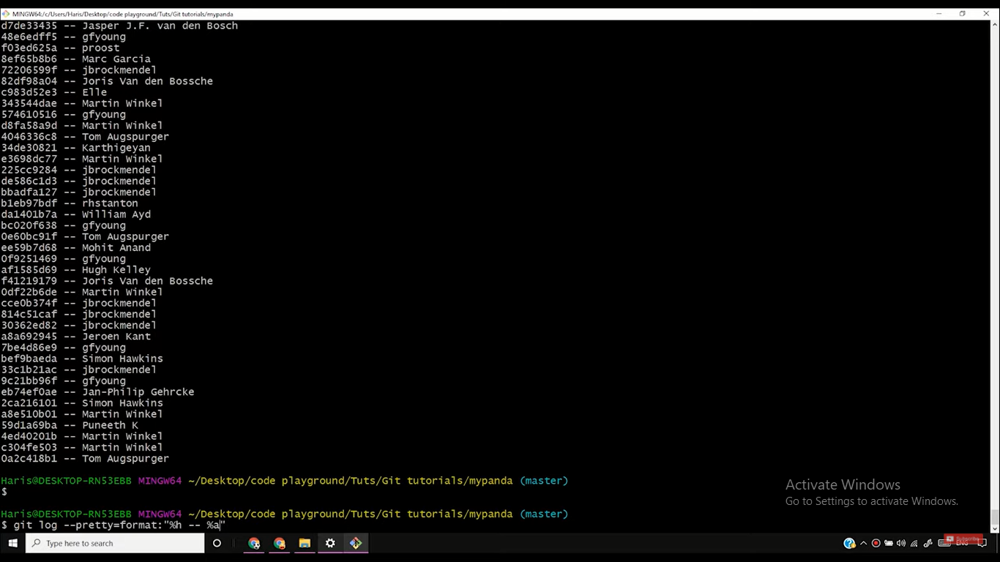 MINGW64:/c/Users/Haris/Desktop/code playground/Tuts/Git tutorials/mypanda
d7de33435 -- Jasper J.F. van den Bosch
48e6edff5 -- gfyoung
f03ed625a -- proost
8ef65b8b6 -- Marc Garcia
72206599f -- jbrockmendel
82df98a04 -- Joris Van den Bossche
c983d52e3 -- Elle
343544dae -- Martin Winkel
574610516 -- gfyoung
d8fa58a9d -- Martin Winkel
4046336c8 -- Tom Augspurger
34de30821 -- Karthigeyan
e3698dc77 -- Martin Winkel
225cc9284 -- jbrockmendel
de586c1d3 -- jbrockmendel
bbadfa127 -- jbrockmendel
b1eb97bdf -- rhstanton
da1401b7a -- William Ayd
bc020f638 -- gfyoung
0e60bc91f -- Tom Augspurger
ee59b7d68 -- Mohit Anand
0f9251469 -- gfyoung
af1585d69 -- Hugh Kelley
f41219179 -- Joris Van den Bossche
0df22b6de -- Martin Winkel
cce0b374f -- jbrockmendel
814c51caf -- jbrockmendel
30362ed82 -- jbrockmendel
a8a692945 -- Jeroen Kant
7be4d86e9 -- gfyoung
bef9baeda -- Simon Hawkins
33c1b21ac -- jbrockmendel
9c21bb96f -- gfyoung
eb74ef0ae -- Jan-Philip Gehrcke
2ca216101 -- Simon Hawkins
a8e510b01 -- Martin Winkel
59d1a69ba -- Puneeth K
4ed40201b -- Martin Winkel
c304fe503 -- Martin Winkel
0a2c418b1 -- Tom Augspurger
Haris@DESKTOP-RN53EBB MINGW64 ~/Desktop/code playground/Tuts/Git tutorials/mypanda (master)
$
Haris@DESKTOP-RN53EBB MINGW64 ~/Desktop/code playground/Tuts/Git tutorials/mypanda (master)
$ git log --pretty=format:"%h -- %a"
Activate Windows
Go to Settings to activate Windows.
Type here to search
Subscribe
ENG